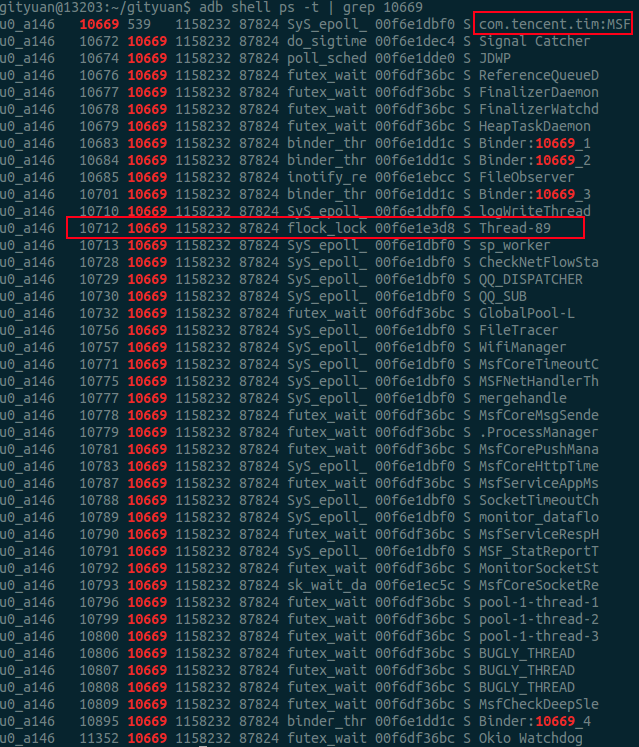 gityuan@13203:~/gityuan$ adb shell ps -t | grep 10669
u0_a146 10669 539 1158232 87824 SyS_epoll_ 00f6e1dbf0 S com.tencent.tim:MSF
u0_a146 10672 10669 1158232 87824 do_sigtime 00f6e1dec4 S Signal Catcher
u0_a146 10674 10669 1158232 87824 poll_sched 00f6e1dde0 S JDWP
u0_a146 10675 10669 1158232 87824 futex_wait 00f6df36bc S ReferenceQueueD
u0_a146 10677 10669 1158232 87824 futex_wait 00f6df36bc S FinalizerDaemon
u0_a146 10678 10669 1158232 87824 futex_wait 00f6df36bc S FinalizerWatchd
u0_a146 10676 10669 1158232 87824 futex_wait 00f6df36bc S HeapTaskDaemon
u0_a146 10683 10669 1158232 87824 binder_thr 00f6e1dd1c S Binder:10669_1
u0_a146 10684 10669 1158232 87824 binder_thr 00f6e1dd1c S Binder:10669_2
u0_a146 10685 10669 1158232 87824 inotify_re 00f6e1ebcc S FileObserver
u0_a146 10701 10669 1158232 87824 binder_thr 00f6e1dd1c S Binder:10669_3
u0_a146 10710 10669 1158232 87824 SyS_epoll_ 00f6e1dbf0 S logWriteThread
u0_a146 10712 10669 1158232 87824 flock_lock 00f6e1e3d8 S Thread-89
u0_a146 10713 10669 1158232 87824 SyS_epoll_ 00f6e1dbf0 S sp_worker
u0_a146 10728 10669 1158232 87824 SyS_epoll_ 00f6e1dbf0 S CheckNetFlowSta
u0_a146 10729 10669 1158232 87824 SyS_epoll_ 00f6e1dbf0 S QQ_DISPATCHER
u0_a146 10730 10669 1158232 87824 SyS_epoll_ 00f6e1dbf0 S QQ_SUB
u0_a146 10732 10669 1158232 87824 futex_wait 00f6df36bc S GlobalPool-L
u0_a146 10756 10669 1158232 87824 SyS_epoll_ 00f6e1dbf0 S FileTracer
u0_a146 10757 10669 1158232 87824 SyS_epoll_ 00f6e1dbf0 S WifiManager
u0_a146 10771 10669 1158232 87824 SyS_epoll_ 00f6e1dbf0 S MsfCoreTimeoutC
u0_a146 10775 10669 1158232 87824 SyS_epoll_ 00f6e1dbf0 S MSFNetHandlerTh
u0_a146 10777 10669 1158232 87824 SyS_epoll_ 00f6e1dbf0 S mergehandle
u0_a146 10778 10669 1158232 87824 futex_wait 00f6df36bc S MsfCoreMsgSende
u0_a146 10779 10669 1158232 87824 futex_wait 00f6df36bc S .ProcessManager
u0_a146 10781 10669 1158232 87824 futex_wait 00f6df36bc S MsfCorePushMana
u0_a146 10783 10669 1158232 87824 SyS_epoll_ 00f6e1dbf0 S MsfCoreHttpTime
u0_a146 10787 10669 1158232 87824 futex_wait 00f6df36bc S MsfServiceAppMs
u0_a146 10788 10669 1158232 87824 SyS_epoll_ 00f6e1dbf0 S SocketTimeoutCh
u0_a146 10789 10669 1158232 87824 SyS_epoll_ 00f6e1dbf0 S monitor_dataflo
u0_a146 10790 10669 1158232 87824 futex_wait 00f6df36bc S MsfServiceRespH
u0_a146 10791 10669 1158232 87824 SyS_epoll_ 00f6e1dbf0 S MSF_StatReportT
u0_a146 10792 10669 1158232 87824 futex_wait 00f6df36bc S MonitorSocketSt
u0_a146 10793 10669 1158232 87824 sk_wait_da 00f6e1ec5c S MsfCoreSocketRe
u0_a146 10796 10669 1158232 87824 futex_wait 00f6df36bc S pool-1-thread-1
u0_a146 10799 10669 1158232 87824 futex_wait 00f6df36bc S pool-1-thread-2
u0_a146 10800 10669 1158232 87824 futex_wait 00f6df36bc S pool-1-thread-3
u0_a146 10806 10669 1158232 87824 futex_wait 00f6df36bc S BUGLY_THREAD
u0_a146 10807 10669 1158232 87824 futex_wait 00f6df36bc S BUGLY_THREAD
u0_a146 10808 10669 1158232 87824 futex_wait 00f6df36bc S BUGLY_THREAD
u0_a146 10809 10669 1158232 87824 futex_wait 00f6df36bc S MsfCheckDeepSle
u0_a146 10895 10669 1158232 87824 binder_thr 00f6e1dd1c S Binder:10669_4
u0_a146 11352 10669 1158232 87824 futex_wait 00f6df36bc S Okio Watchdog